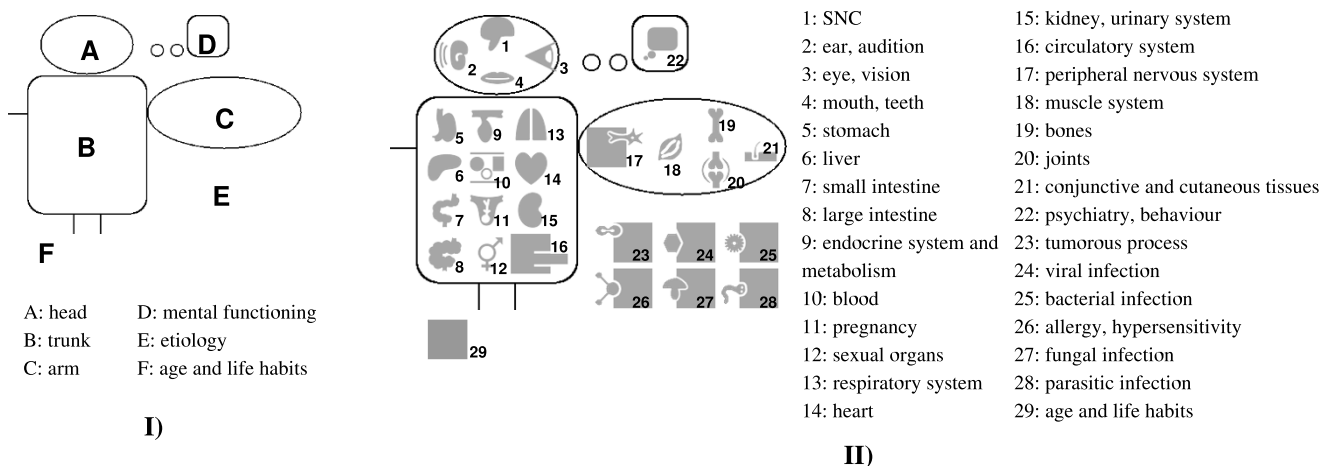 A
D
B
C
E
F
A: head
B: trunk
C: arm
D: mental functioning
E: etiology
F: age and life habits
I)
1
2
3
4
22
5
9
13
6
10
14
7
11
15
8
12
16
17
18
19
20
21
23
24
25
26
27
28
29
1: SNC
2: ear, audition
3: eye, vision
4: mouth, teeth
5: stomach
6: liver
7: small intestine
8: large intestine
9: endocrine system and
metabolism
10: blood
11: pregnancy
12: sexual organs
13: respiratory system
14: heart
15: kidney, urinary system
16: circulatory system
17: peripheral nervous system
18: muscle system
19: bones
20: joints
21: conjunctive and cutaneous tissues
22: psychiatry, behaviour
23: tumorous process
24: viral infection
25: bacterial infection
26: allergy, hypersensitivity
27: fungal infection
28: parasitic infection
29: age and life habits
II)